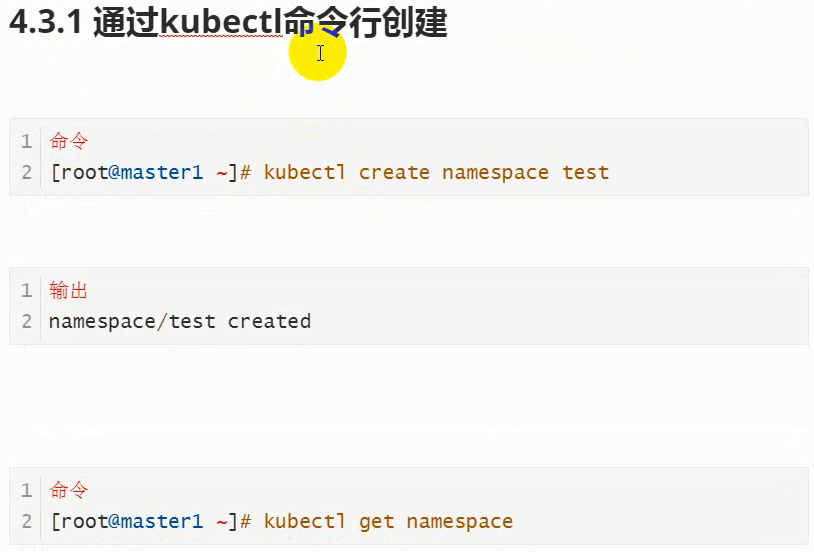 4.3.1 通过kubectl命令行创建
1 命令
2 [root@master1 ~]# kubectl create namespace test
1 输出
2 namespace/test created
1 命令
2 [root@master1 ~]# kubectl get namespace